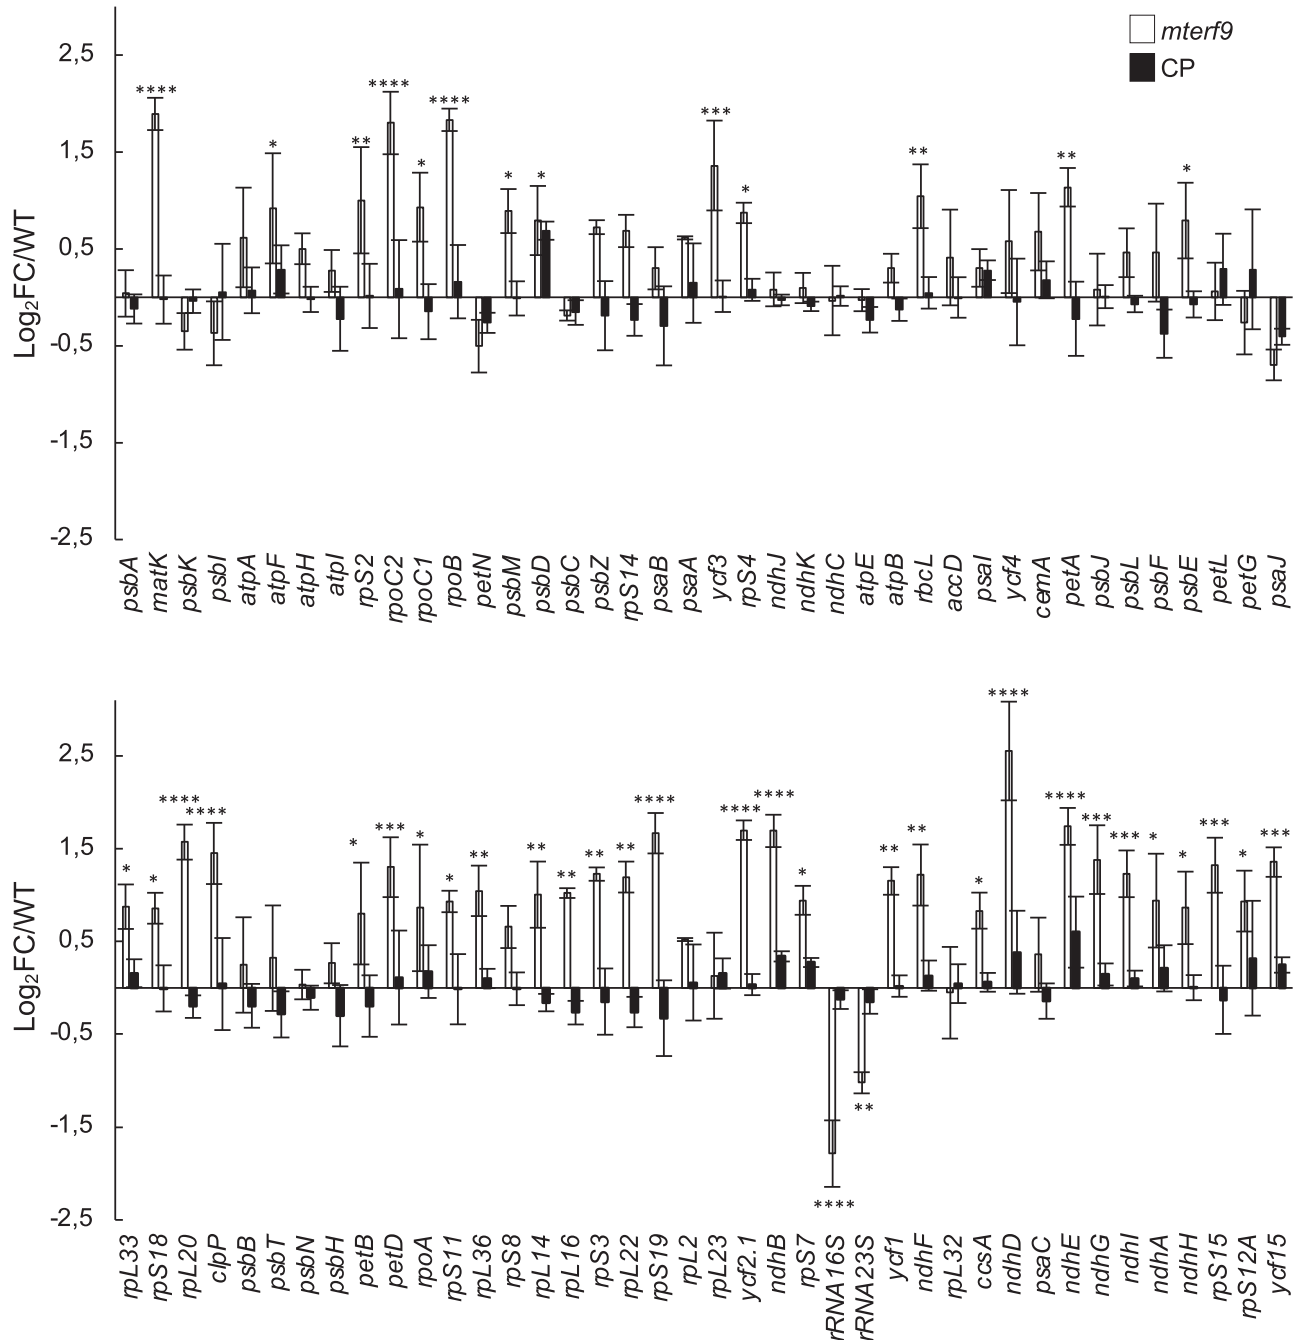 mterf9
CP
Log₂FC/WT
2,5
1,5
0,5
-0,5
-1,5
-2,5
**** * ** **** * **** * * *** * ** ** *
psbA matK psbK psbI atpA atpF atpH atpI rpS2 rpoC2 rpoC1 rpoB petN psbM psbD psbC psbZ rpS14 psaB psaA ycf3 rpS4 ndhJ ndhK ndhC atpE atpB rbcL accD psaI ycf4 cemA petA psbJ psbL psbF psbE petL petG psaJ
Log₂FC/WT
2,5
1,5
0,5
-0,5
-1,5
-2,5
* * **** **** * *** * * ** ** ** ** ** **** **** **** * **** ** ** ** * **** **** *** *** * * *** * ***
rpL33 rpS18 rpL20 clpP psbB psbT psbN psbH petB petD rpoA rpS11 rpL36 rpS8 rpL14 rpL16 rpS3 rpL22 rpS19 rpL2 rpL23 ycf2.1 ndhB rpS7 rRNA16S rRNA23S ycf1 ndhF rpL32 ccsA ndhD psaC ndhE ndhG ndhI ndhA ndhH rpS15 rpS12A ycf15